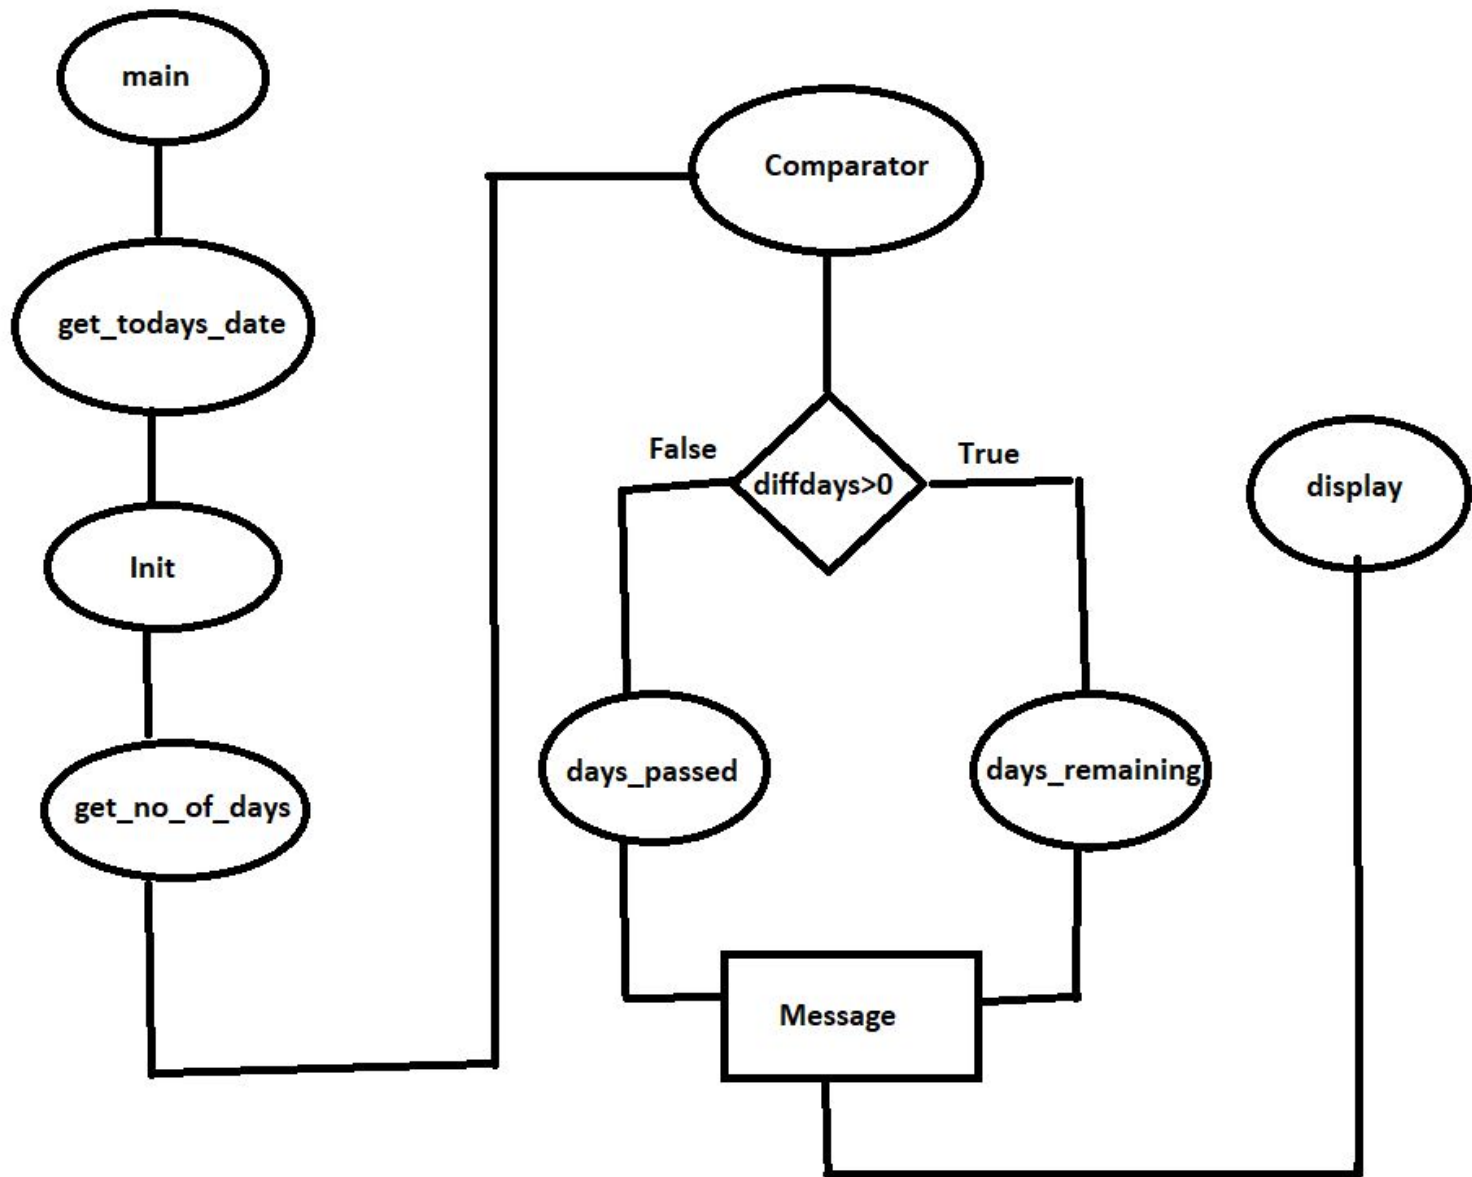 main
get_todays_date
Init
get_no_of_days
Comparator
diffdays>0
False
True
days_passed
days_remaining
Message
display